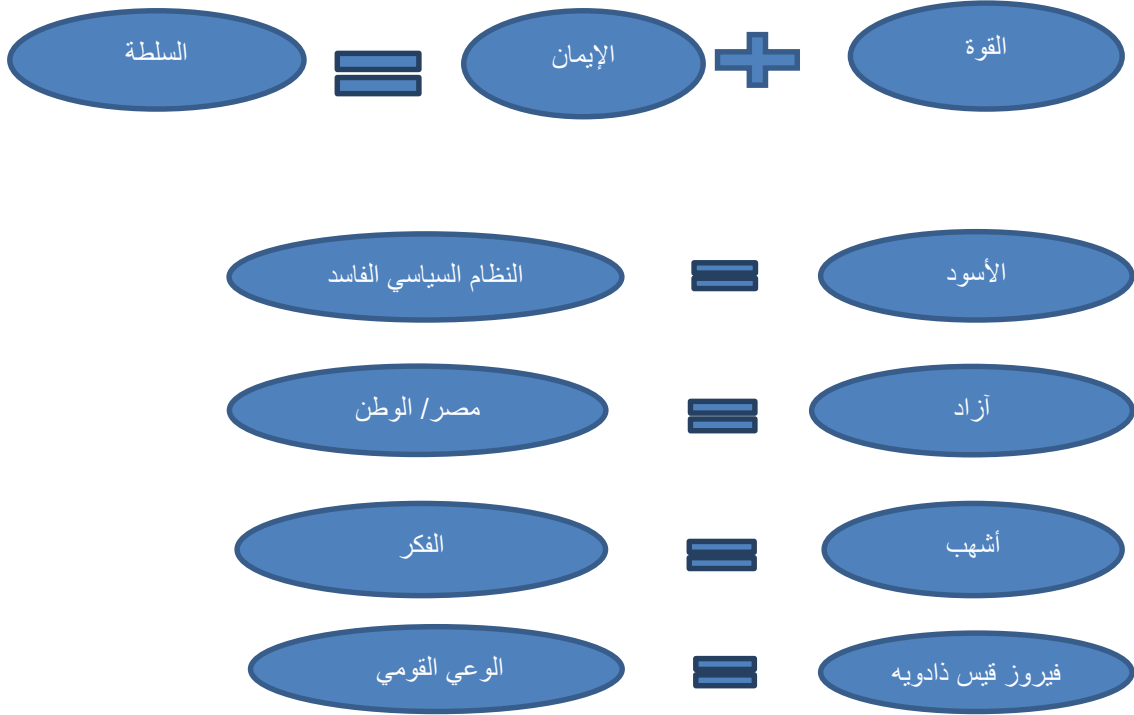 القوة + الإيمان = السلطة
الأسود = النظام السياسي الفاسد
آزاد = مصر/ الوطن
أشهب = الفكر
فيروز قيس ذادويه = الوعي القومي